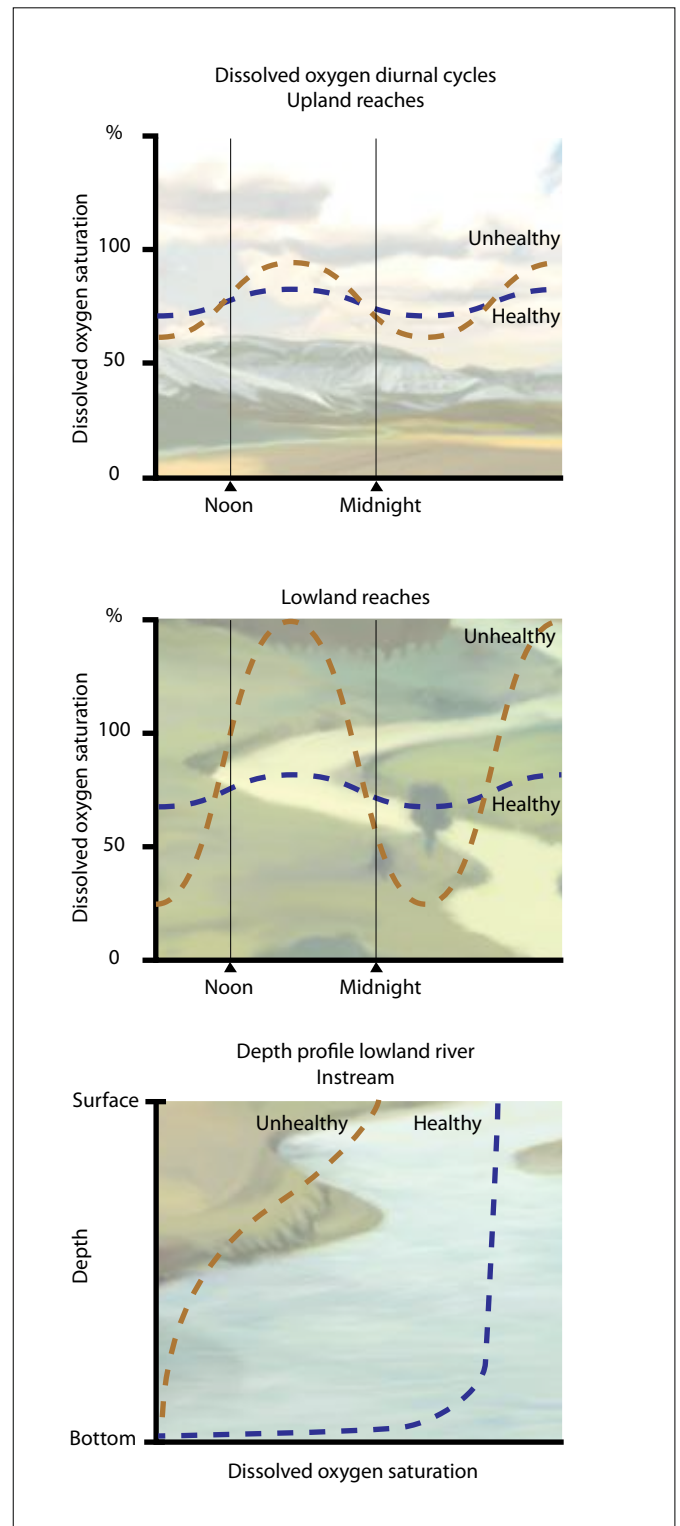 Dissolved oxygen diurnal cycles
Upland reaches
%
Dissolved oxygen saturation
100
Unhealthy
Healthy
50
0
Noon
Midnight
Lowland reaches
%
Unhealthy
Dissolved oxygen saturation
100
Healthy
50
0
Noon
Midnight
Depth profile lowland river
Instream
Surface
Unhealthy
Healthy
Depth
Bottom
Dissolved oxygen saturation